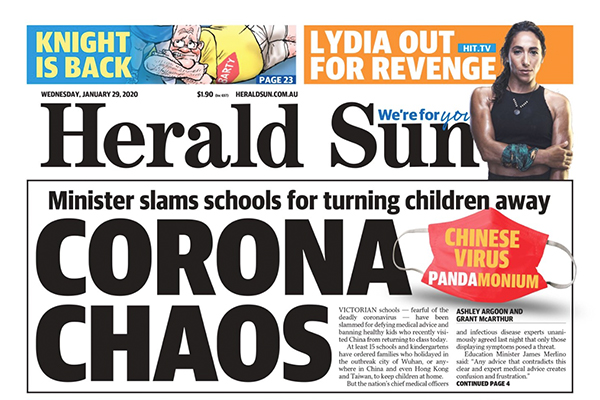 KNIGHT
IS BACK
PARTY
PAGE 23
LYDIA OUT
FOR REVENGE
HIT.TV
WEDNESDAY, JANUARY 29, 2020
$1.90
HERALDSUN.COM.AU
We're for you
Herald Sun
Minister slams schools for turning children away
CORONA
CHAOS
CHINESE
VIRUS
PANDAMONIUM
VICTORIAN schools — fearful of the
deadly coronavirus — have been
slammed for defying medical advice and
banning healthy kids who recently visi-
ted China from returning to class today.
At least 15 schools and kindergartens
have ordered families who holidayed in
the outbreak city of Wuhan, or any-
where in China and even Hong Kong
and Taiwan, to keep children at home.
But the nation's chief medical officers
ASHLEY ARGOON AND
GRANT McARTHUR
and infectious disease experts unani-
mously agreed last night that only those
displaying symptoms posed a threat.
Education Minister James Merlino
said: "Any advice that contradicts this
clear and expert medical advice creates
confusion and frustration."
CONTINUED PAGE 4